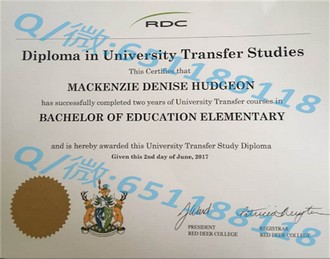 RDC
Diploma in University Transfer Studies
This Certifies that
MACKENZIE DENISE HUDGEON
has successfully completed two years of University Transfer courses in
BACHELOR OF EDUCATION ELEMENTARY
and is hereby awarded this University Transfer Study Diploma
Given this 2nd day of June, 2017
PRESIDENT
RED DEER COLLEGE
REGISTRAR
RED DEER COLLEGE
Q/微:651188118
Q/微:651188118